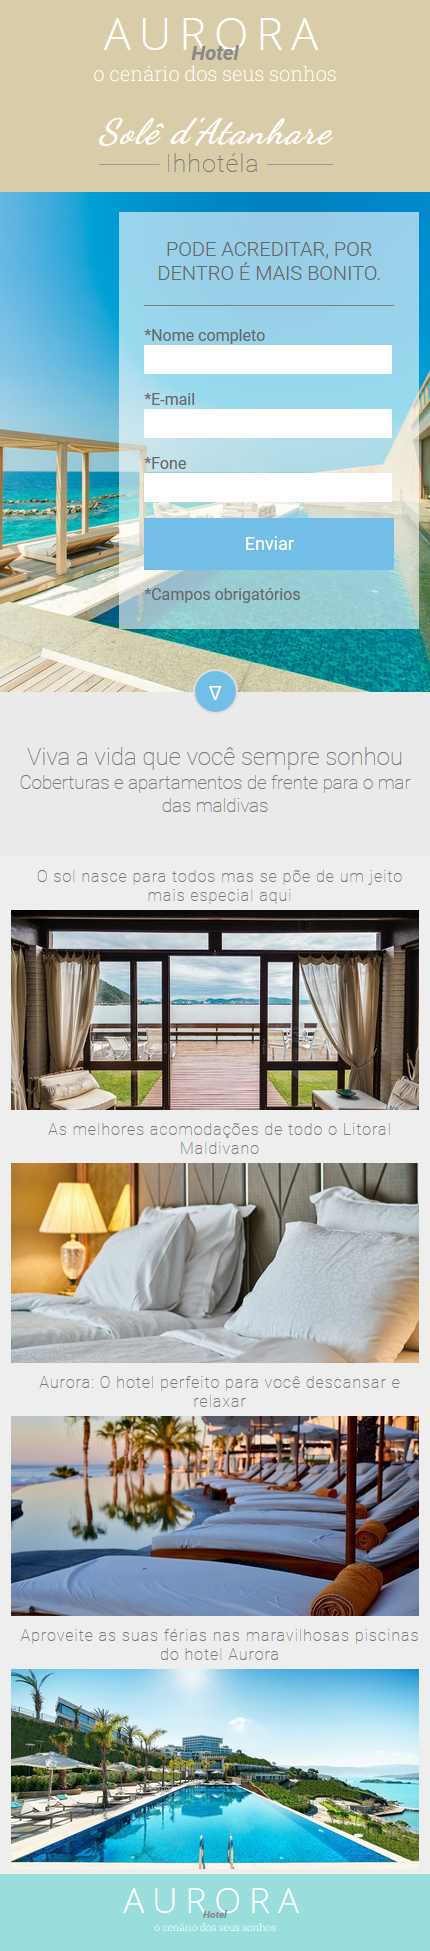 AURORA
Hotel
o cenário dos seus sonhos
Solê d'Atanhare
Ihhotéla
PODE ACREDITAR, POR
DENTRO É MAIS BONITO.
*Nome completo
*E-mail
*Fone
Enviar
*Campos obrigatórios
∇
Viva a vida que você sempre sonhou
Coberturas e apartamentos de frente para o mar
das maldivas
O sol nasce para todos mas se põe de um jeito
mais especial aqui
As melhores acomodações de todo o Litoral
Maldivano
Aurora: O hotel perfeito para você descansar e
relaxar
Aproveite as suas férias nas maravilhosas piscinas
do hotel Aurora
AURORA
Hotel
o cenário dos seus sonhos